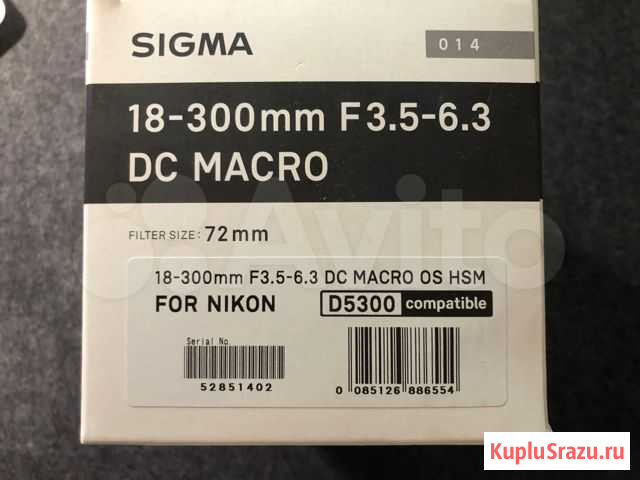 SIGMA
014
18-300mm F3.5-6.3
DC MACRO
FILTER SIZE: 72mm
Avito
18-300mm F3.5-6.3 DC MACRO OS HSM
FOR NIKON D5300 compatible
Serial No.
52851402
0 085126 886554
KupluSrazu.ru